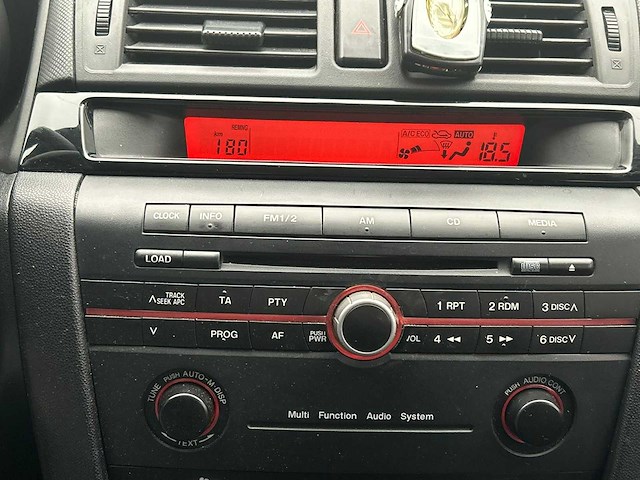 REMNG A/C ECO AUTO
km 180 18.5
CLOCK INFO FM1/2 AM CD MEDIA
LOAD
TRACK TA PTY 1 RPT 2 RDM 3 DISC∧
∧ SEEK APC
∨ PROG AF PUSH PWR VOL 4 ◄◄ 5 ►► 6 DISC∨
TUNE PUSH AUTO-M DISP TEXT
Multi Function Audio System
PUSH AUDIO CONT